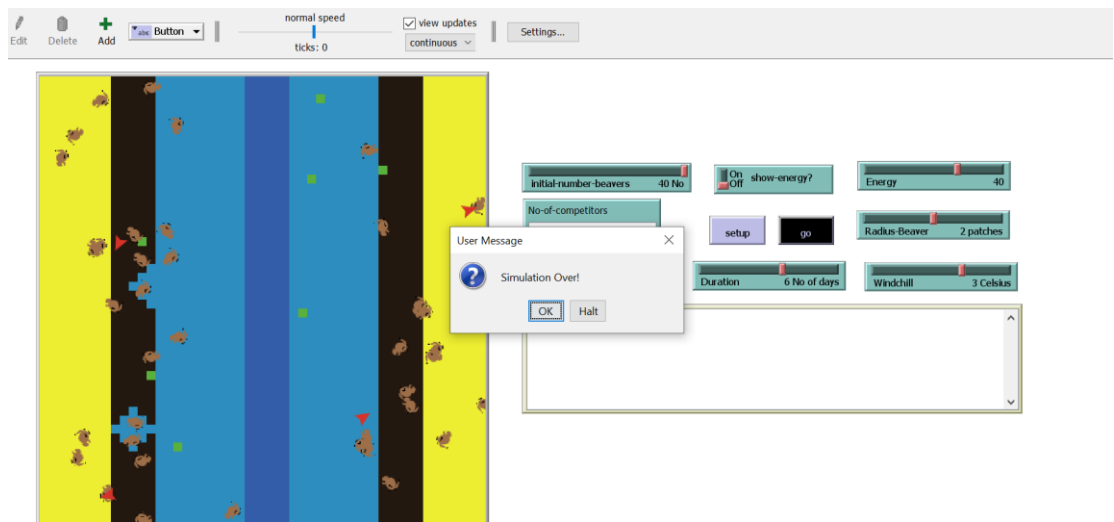 normal speed
view updates
Edit
Delete
Add
abc Button
continuous
Settings...
ticks: 0
initial-number-beavers 40 No
On
Off
show-energy?
Energy 40
No-of-competitors
setup
go
Radius-Beaver 2 patches
User Message
Simulation Over!
OK
Halt
Duration 6 No of days
Windchill 3 Celsius